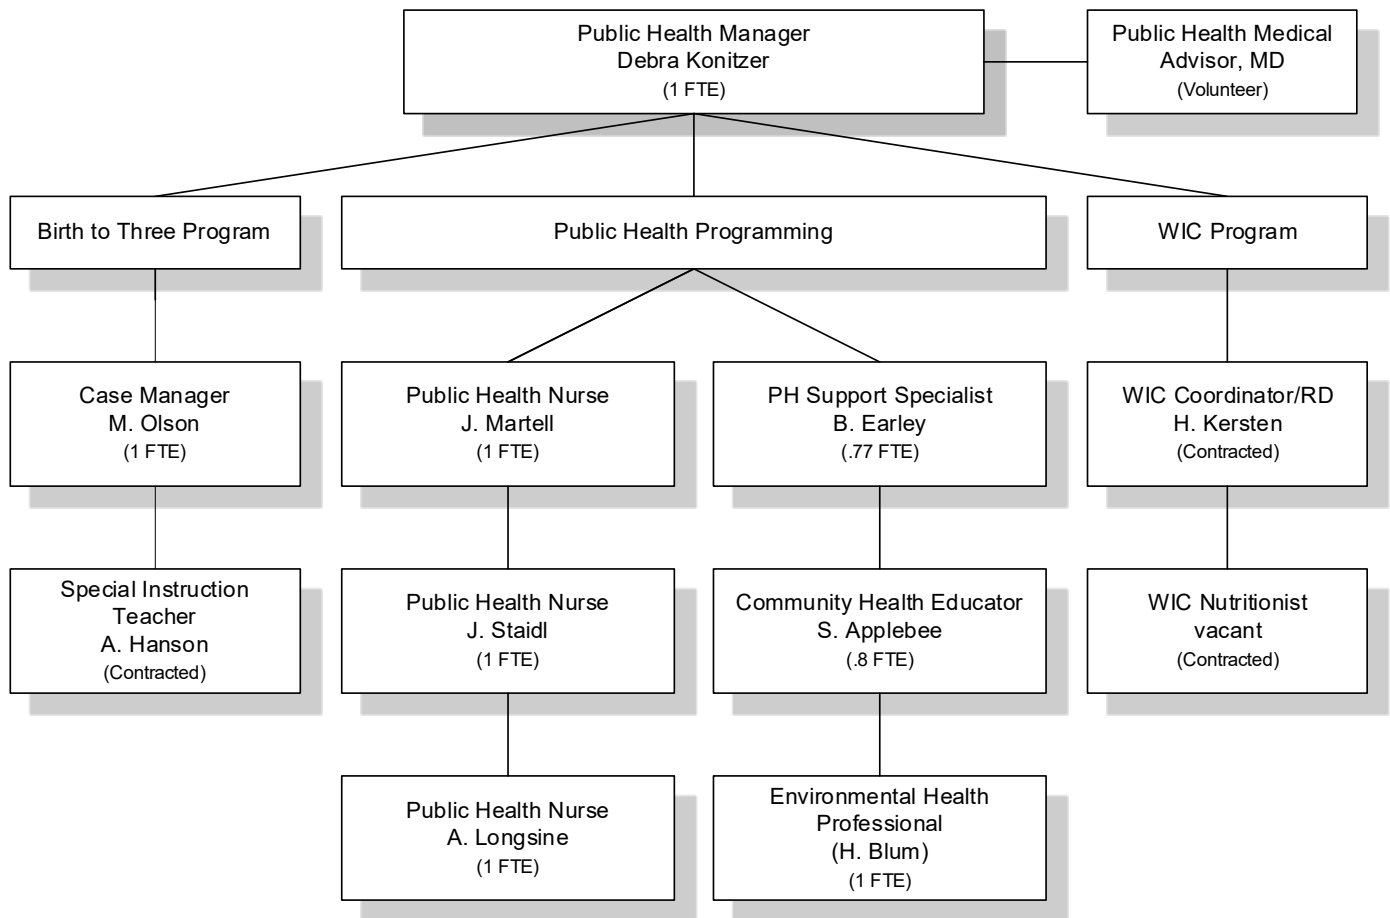 Public Health Manager
Debra Konitzer
(1 FTE)
Public Health Medical
Advisor, MD
(Volunteer)
Birth to Three Program
Public Health Programming
WIC Program
Case Manager
M. Olson
(1 FTE)
Public Health Nurse
J. Martell
(1 FTE)
PH Support Specialist
B. Earley
(.77 FTE)
WIC Coordinator/RD
H. Kersten
(Contracted)
Special Instruction
Teacher
A. Hanson
(Contracted)
Public Health Nurse
J. Staidl
(1 FTE)
Community Health Educator
S. Applebee
(.8 FTE)
WIC Nutritionist
vacant
(Contracted)
Public Health Nurse
A. Longsine
(1 FTE)
Environmental Health
Professional
(H. Blum)
(1 FTE)